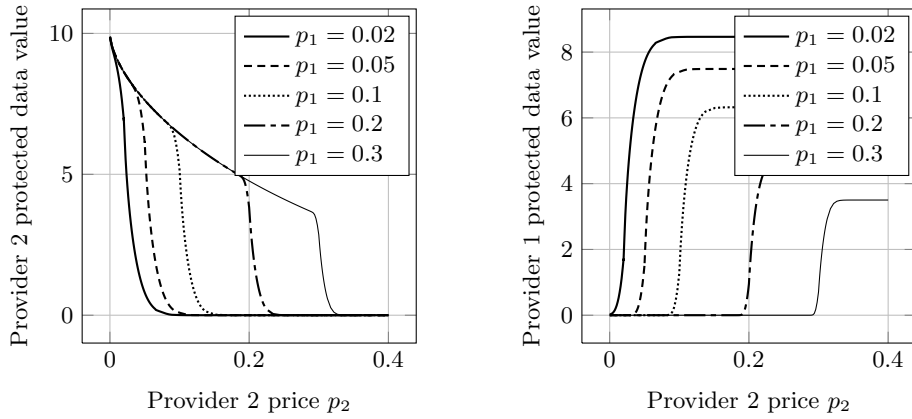 Provider 2 protected data value
10
5
0
0
0.2
0.4
Provider 2 price p₂
p₁ = 0.02
p₁ = 0.05
p₁ = 0.1
p₁ = 0.2
p₁ = 0.3
Provider 1 protected data value
8
6
4
2
0
0
0.2
0.4
Provider 2 price p₂
p₁ = 0.02
p₁ = 0.05
p₁ = 0.1
p₁ = 0.2
p₁ = 0.3